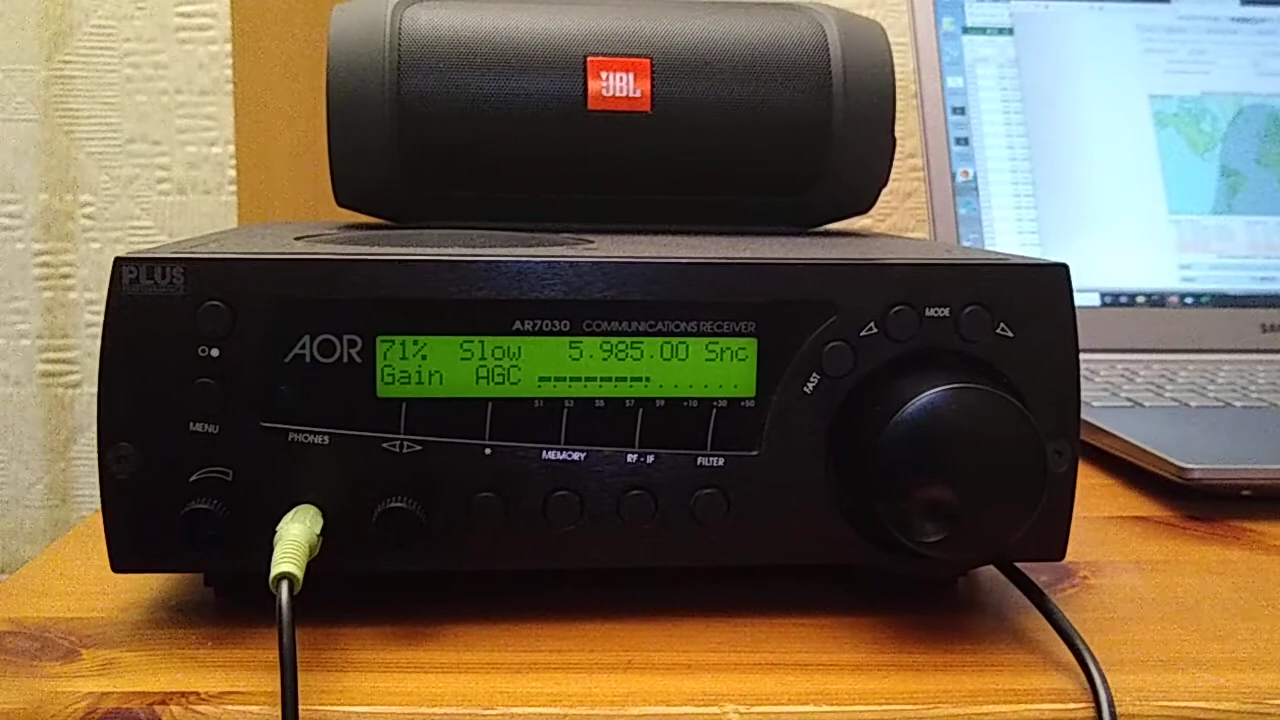 JBL
PLUS
AR7030 COMMUNICATIONS RECEIVER
MODE
AOR
71% Slow 5.985.00 Snc
Gain AGC
FAST
S1 S3 S5 S7 S9 +10 +30 +50
MENU
PHONES
MEMORY
RF - IF
FILTER